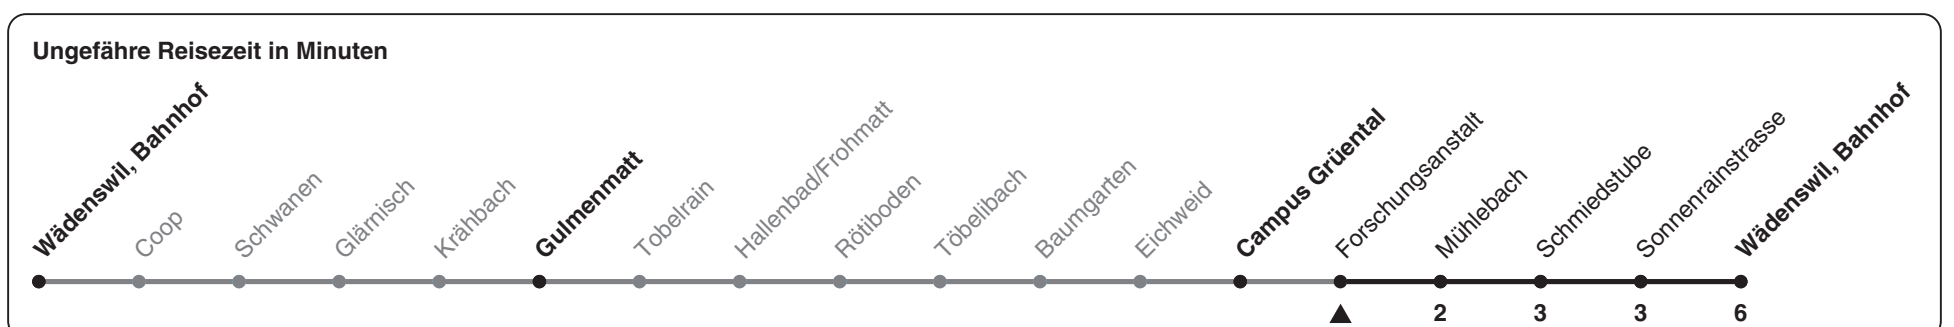 Ungefähre Reisezeit in Minuten
Wädenswil, Bahnhof
Coop
Schwanen
Glärnisch
Krähbach
Gulmenmatt
Tobelrain
Hallenbad/Frohmatt
Rötiboden
Töbelibach
Baumgarten
Eichweid
Campus Grüental
Forschungsanstalt
Mühlebach
Schmiedstube
Sonnenrainstrasse
Wädenswil, Bahnhof
2 3 3 6